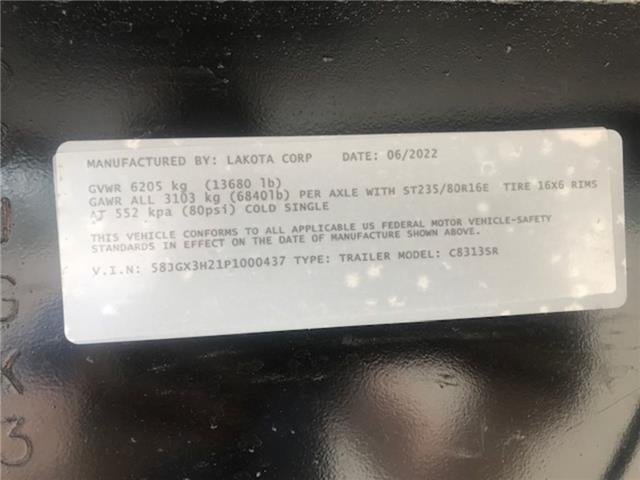 MANUFACTURED BY: LAKOTA CORP DATE: 06/2022
GVWR 6205 kg (13680 lb)
GAWR ALL 3103 kg (6840lb) PER AXLE WITH ST235/80R16E TIRE 16X6 RIMS
AT 552 kpa (80psi) COLD SINGLE
THIS VEHICLE CONFORMS TO ALL APPLICABLE US FEDERAL MOTOR VEHICLE-SAFETY
STANDARDS IN EFFECT ON THE DATE OF MANUFACTURE SHOWN ABOVE.
V.I.N: 58JGX3H21P1000437 TYPE: TRAILER MODEL: C8313SR
J
G
X
3